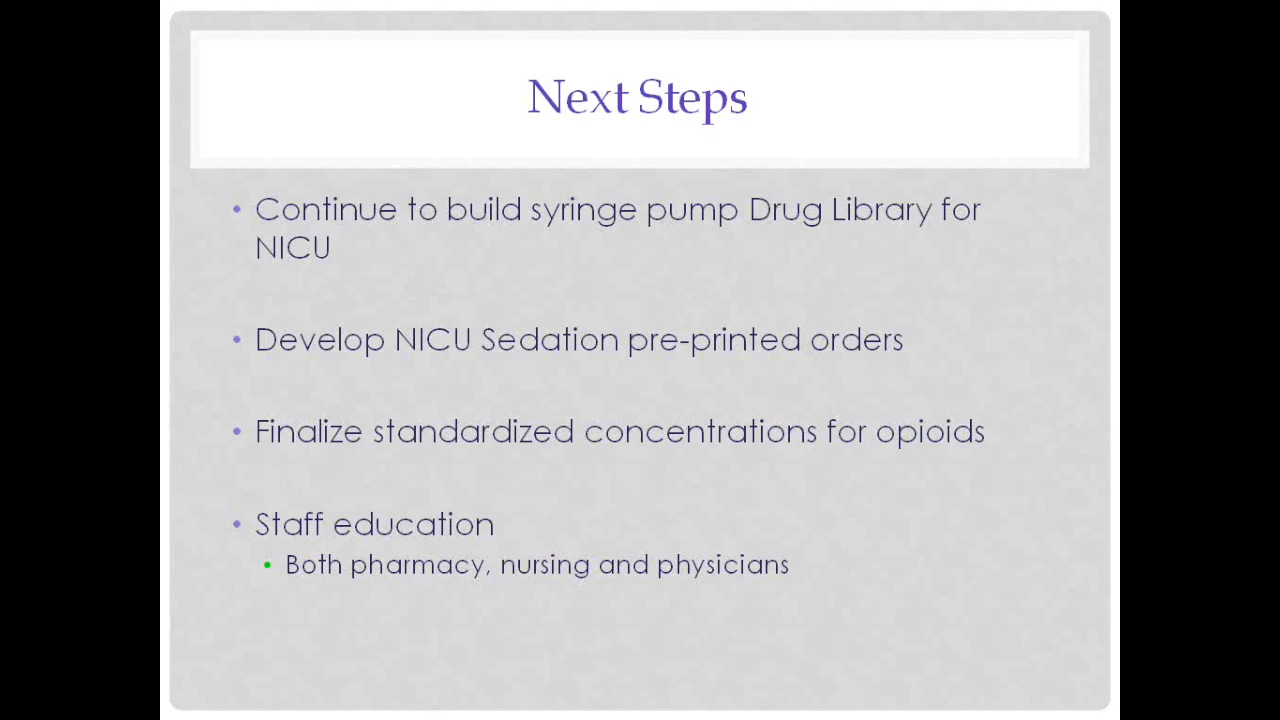 Next Steps
• Continue to build syringe pump Drug Library for
NICU
• Develop NICU Sedation pre-printed orders
• Finalize standardized concentrations for opioids
• Staff education
• Both pharmacy, nursing and physicians